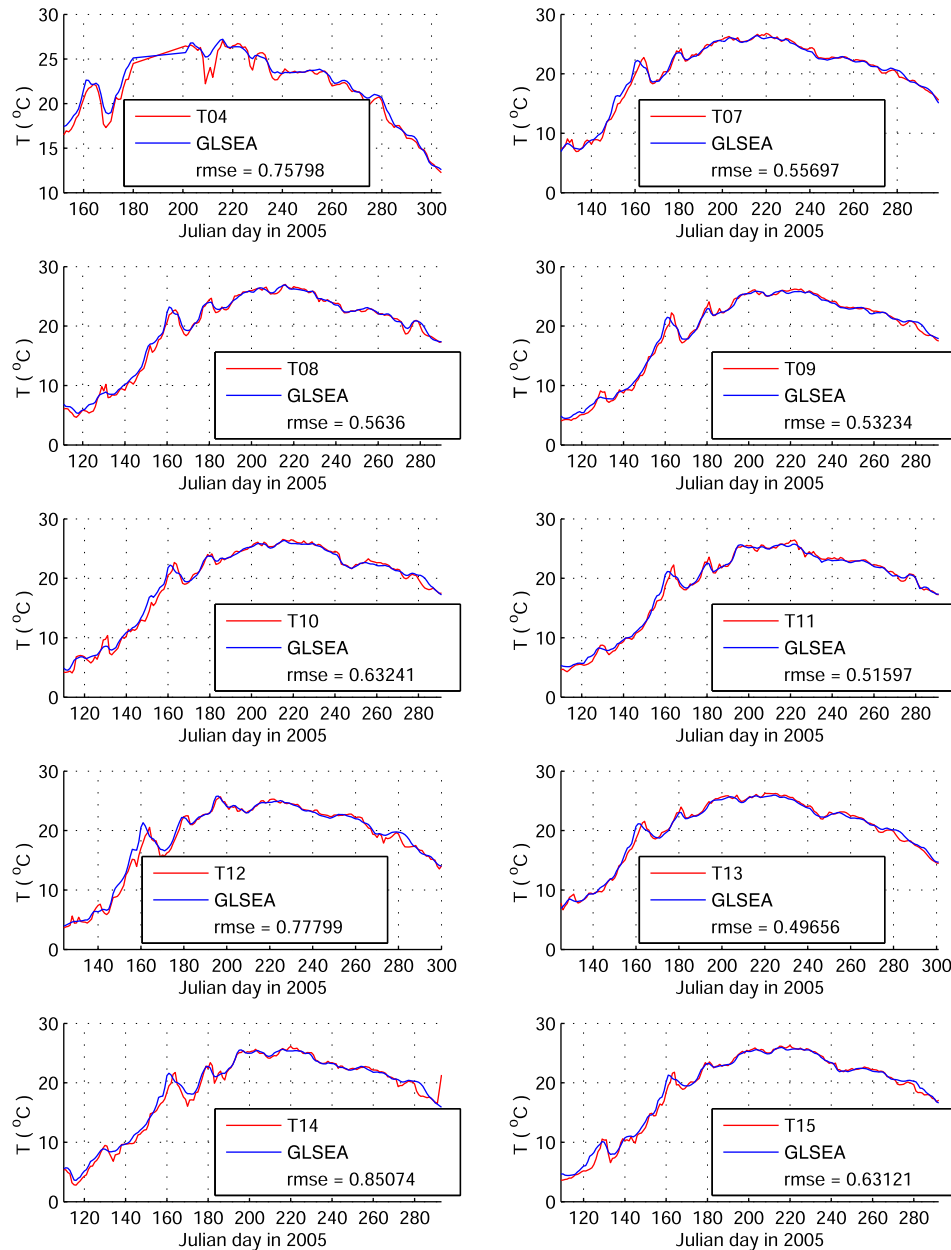 30
25
20
15
10
T ( °C)
160 180 200 220 240 260 280 300
Julian day in 2005
T04
GLSEA
rmse = 0.75798
30
20
10
0
T ( °C)
140 160 180 200 220 240 260 280
Julian day in 2005
T07
GLSEA
rmse = 0.55697
30
20
10
0
T ( °C)
120 140 160 180 200 220 240 260 280
Julian day in 2005
T08
GLSEA
rmse = 0.5636
30
20
10
0
T ( °C)
120 140 160 180 200 220 240 260 280
Julian day in 2005
T09
GLSEA
rmse = 0.53234
30
20
10
0
T ( °C)
120 140 160 180 200 220 240 260 280
Julian day in 2005
T10
GLSEA
rmse = 0.63241
30
20
10
0
T ( °C)
120 140 160 180 200 220 240 260 280
Julian day in 2005
T11
GLSEA
rmse = 0.51597
30
20
10
0
T ( °C)
140 160 180 200 220 240 260 280 300
Julian day in 2005
T12
GLSEA
rmse = 0.77799
30
20
10
0
T ( °C)
140 160 180 200 220 240 260 280 300
Julian day in 2005
T13
GLSEA
rmse = 0.49656
30
20
10
0
T ( °C)
120 140 160 180 200 220 240 260 280
Julian day in 2005
T14
GLSEA
rmse = 0.85074
30
20
10
0
T ( °C)
120 140 160 180 200 220 240 260 280
Julian day in 2005
T15
GLSEA
rmse = 0.63121